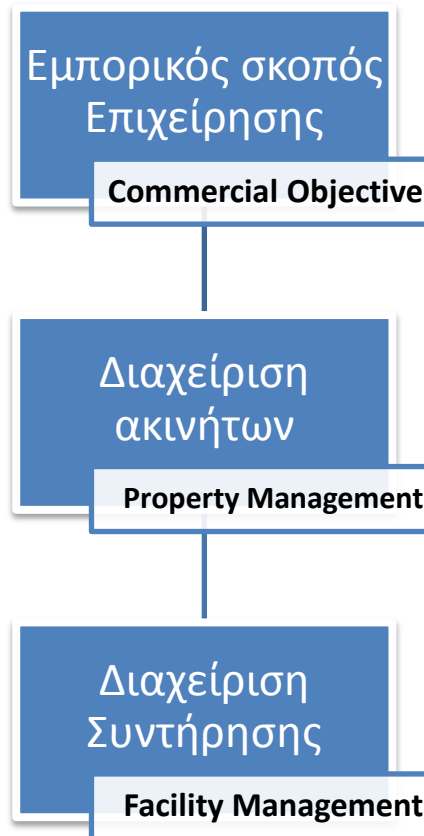 Εμπορικός σκοπός
Επιχείρησης
Commercial Objective
Διαχείριση
ακινήτων
Property Management
Διαχείριση
Συντήρησης
Facility Management